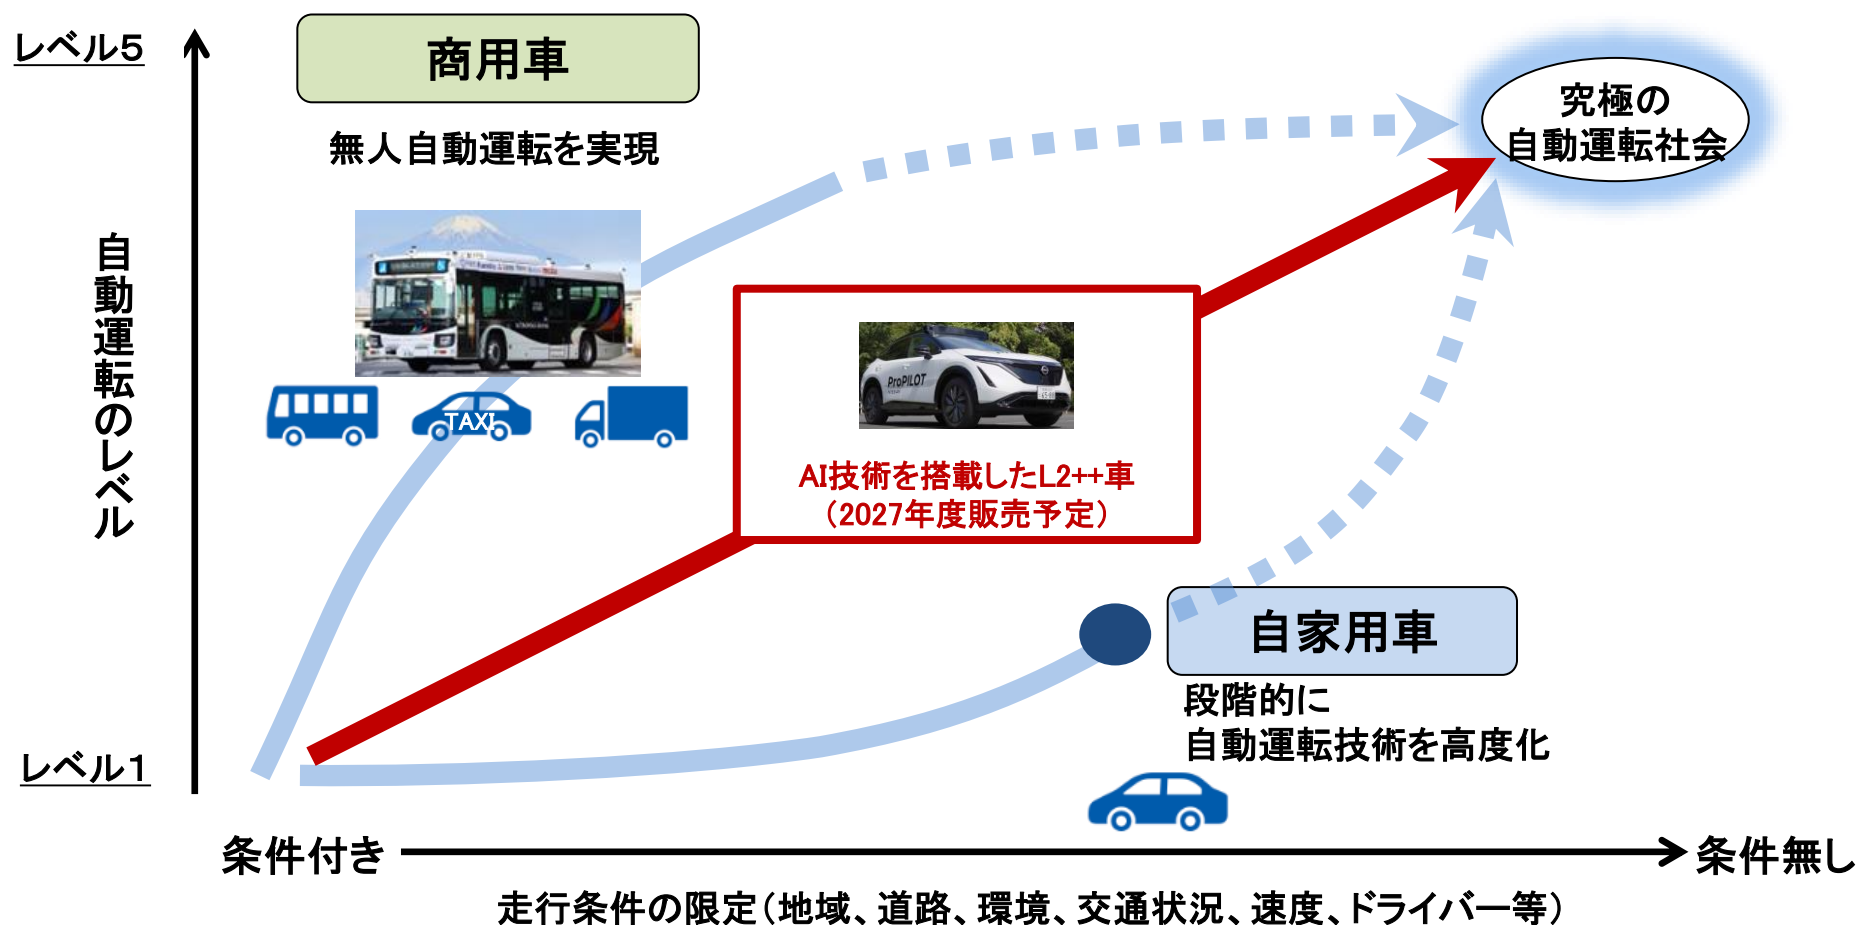 レベル5
商用車
無人自動運転を実現
究極の
自動運転社会
自動運転のレベル
TAXI
ProPILOT
AI技術を搭載したL2++車
（2027年度販売予定）
自家用車
段階的に
自動運転技術を高度化
レベル1
条件付き
条件無し
走行条件の限定（地域、道路、環境、交通状況、速度、ドライバー等）